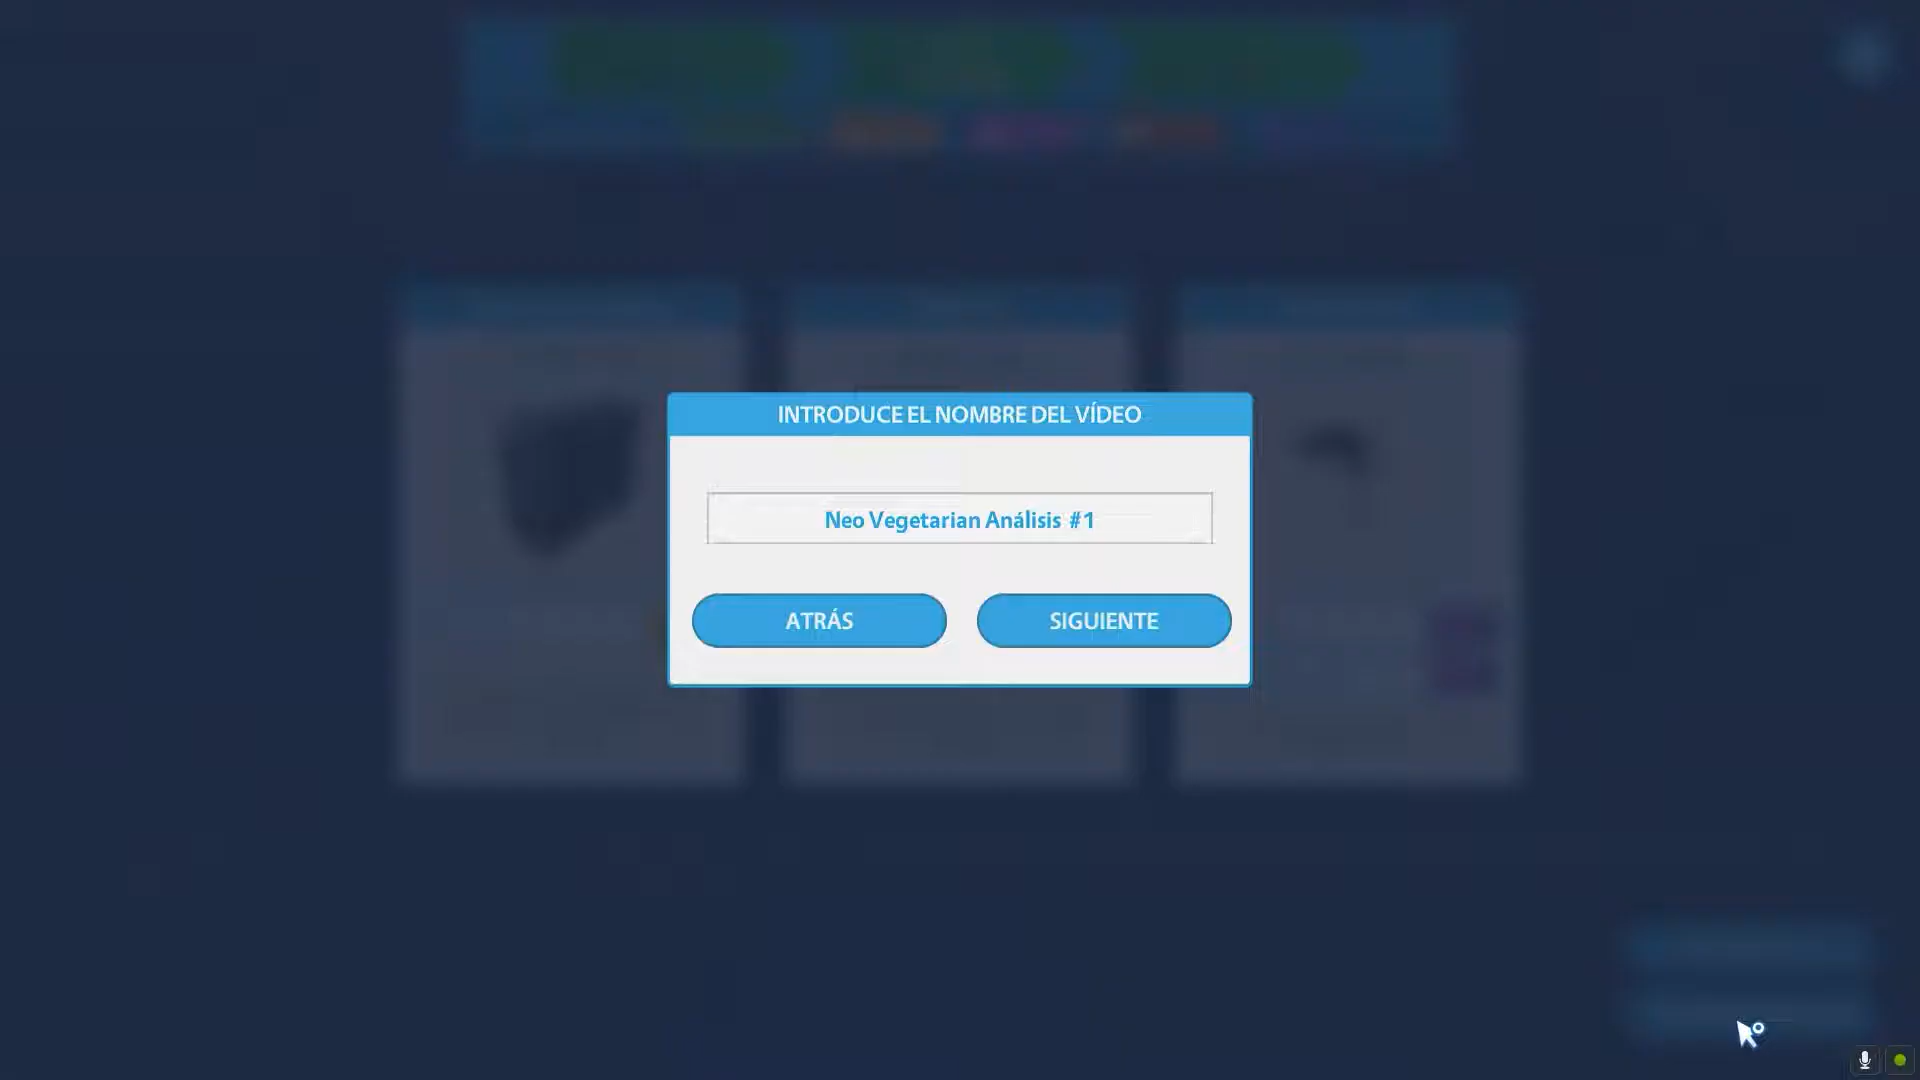 INTRODUCE EL NOMBRE DEL VÍDEO
Neo Vegetarian Análisis #1
ATRÁS
SIGUIENTE